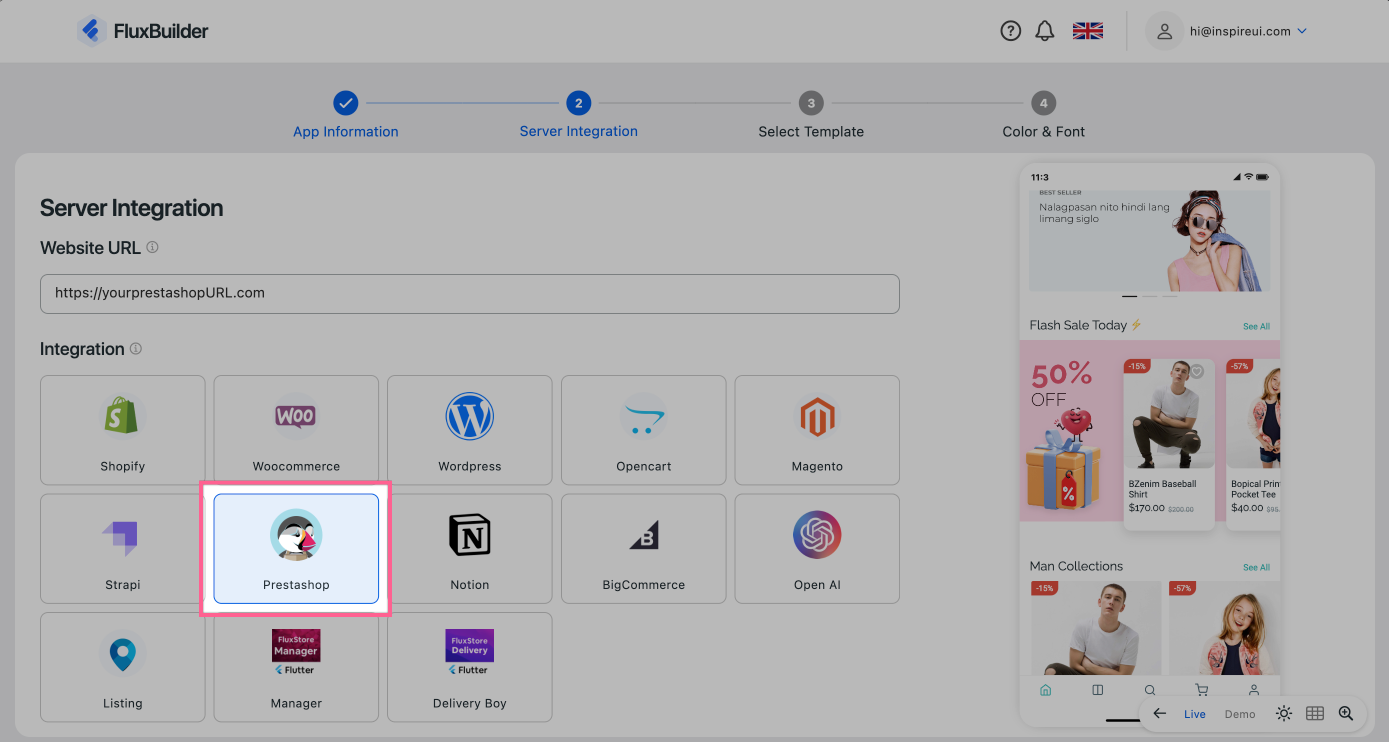 FluxBuilder
hi@inspireui.com
2
3
4
App Information
Server Integration
Select Template
Color & Font
Server Integration
Website URL
https://yourprestashopURL.com
Integration
Shopify
WOO
Woocommerce
Wordpress
Opencart
Magento
Strapi
Prestashop
Notion
BigCommerce
Open AI
Listing
FluxStore
Manager
Flutter
Manager
FluxStore
Delivery
Flutter
Delivery Boy
11:3
BEST SELLER
Nalagpasan nito hindi lang
limang siglo
Flash Sale Today⚡
See All
50%
OFF
%
-15%
BZenim Baseball
Shirt
$170.00 $200.00
-57%
Bopical Prin
Pocket Tee
$40.00 $95.
Man Collections
See All
-15%
-57%
Live
Demo